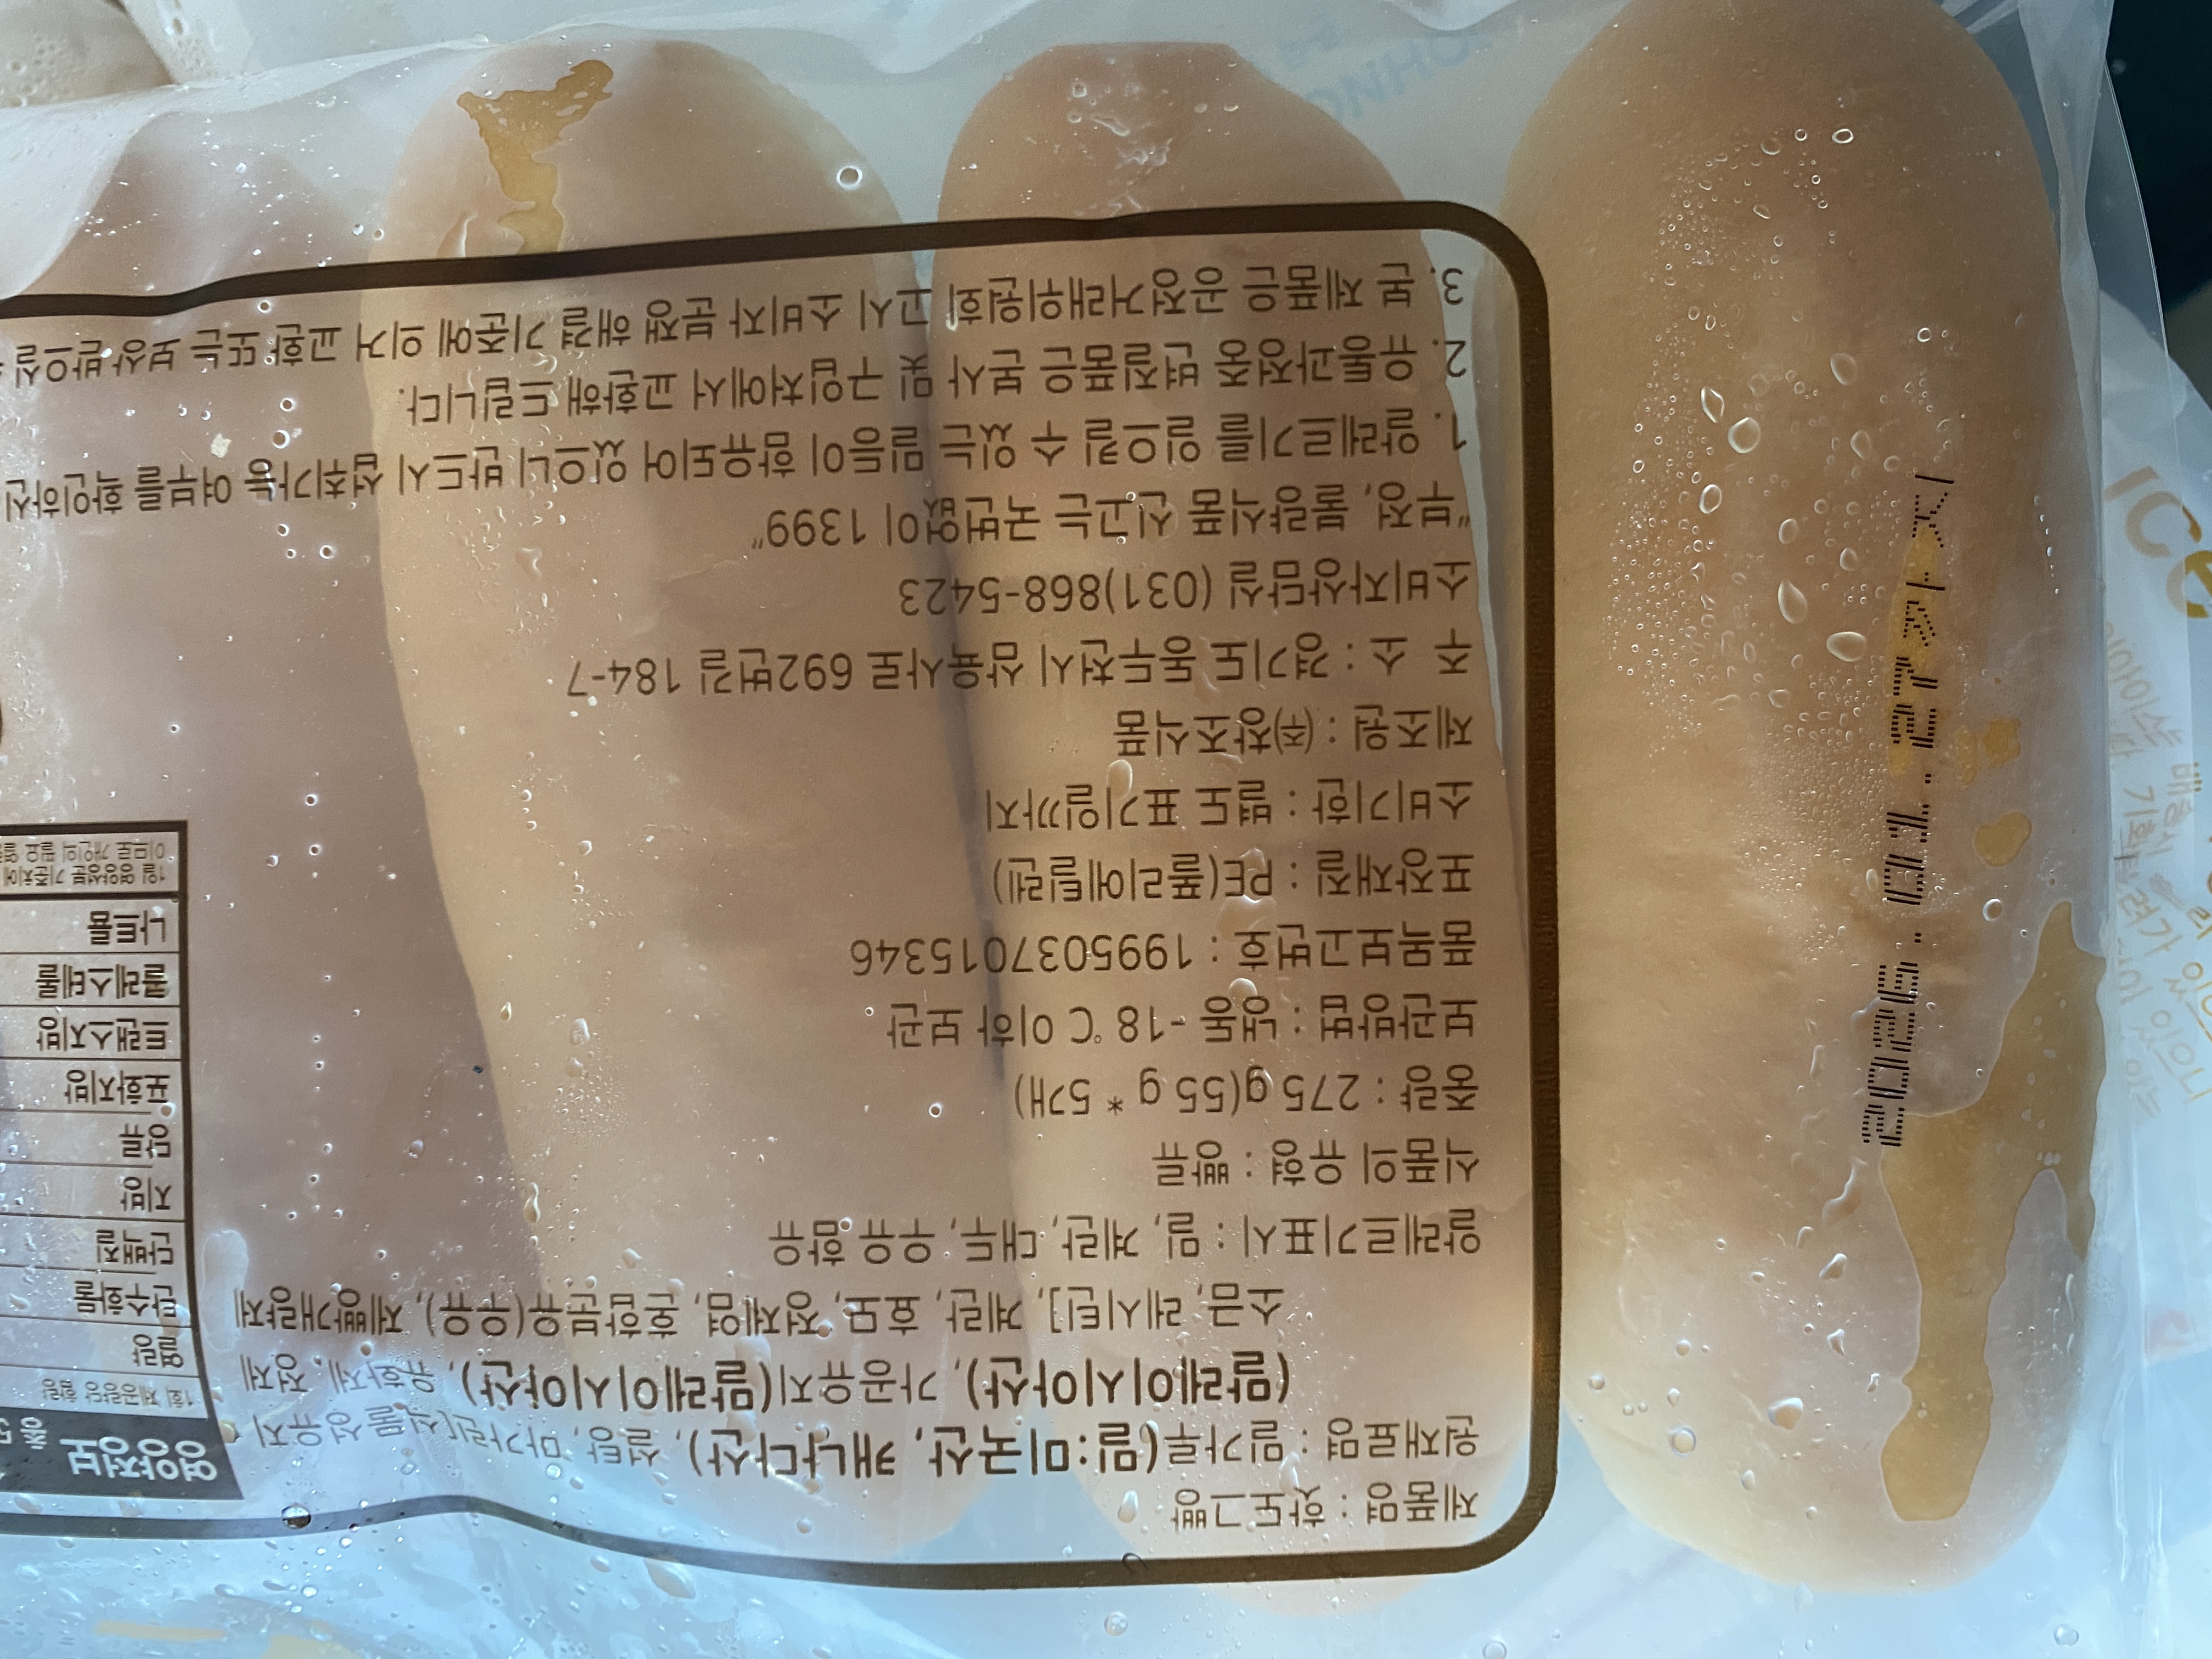 제품명 : 핫도그빵
원재료명 : 밀가루(밀:미국산, 캐나다산), 설탕, 마가린[식물성유지
(말레이시아산), 가공유지(말레이시아산), 유화제, 정제
소금, 레시틴], 계란, 효모, 정제염, 혼합분유(우유), 제빵개량제
알레르기표시 : 밀, 계란, 대두, 우유 함유
식품의 유형 : 빵류
중량 : 275 g(55 g * 5개)
보관방법 : 냉동 -18 ℃ 이하 보관
품목보고번호 : 1995037015346
포장재질 : PE(폴리에틸렌)
소비기한 : 별도 표기일까지
제조원 : ㈜창조식품
주 소 : 경기도 동두천시 삼육사로 692번길 184-7
소비자상담실 (031)868-5423
"부정, 불량식품 신고는 국번없이 1399"
1. 알레르기를 일으킬 수 있는 밀등이 함유되어 있으니 반드시 섭취가능 여부를 확인하신
2. 유통과정중 변질품은 본사 및 구입처에서 교환해 드립니다.
3. 본 제품은 공정거래위원회 고시 소비자 분쟁 해결 기준에 의거 교환 또는 보상 받으실
영양정보
1회 제공량당 함량
열량
탄수화물
단백질
지방
당류
포화지방
트랜스지방
콜레스테롤
나트륨
1일 영양성분 기준치에
이므로 개인의 필요 열
까지